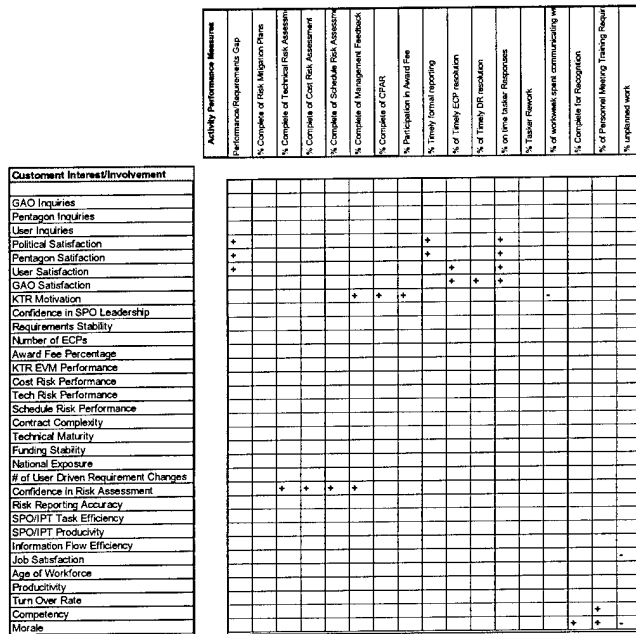 Activity Performance Measures
Performance/Requirements Gap
% Complete of Risk Mitigation Plans
% Complete of Technical Risk Assessm
% Complete of Cost Risk Assessment
% Complete of Schedule Risk Assessm
% Complete of Management Feedback
% Complete of CPAR
% Participation in Award Fee
% Timely formal reporting
% of Timely ECP resolution
% of Timely DR resolution
% on time tasker Responses
% Tasker Rework
% of workweek spent communicating wi
% Complete for Recognition
% of Personnel Meeting Training Requir
% unplanned work
Customent Interest/Involvement
GAO Inquiries
Pentagon Inquiries
User Inquiries
Political Satisfaction + + +
Pentagon Satifaction + + +
User Satisfaction + + +
GAO Satisfaction + + +
KTR Motivation + + + -
Confidence in SPO Leadership
Requirements Stability
Number of ECPs
Award Fee Percentage
KTR EVM Performance
Cost Risk Performance
Tech Risk Performance
Schedule Risk Performance
Contract Complexity
Technical Maturity
Funding Stability
National Exposure
# of User Driven Requirement Changes
Confidence in Risk Assessment + + + +
Risk Reporting Accuracy
SPO/IPT Task Efficiency
SPO/IPT Producivity
Information Flow Efficiency
Job Satisfaction -
Age of Workforce
Producitivity
Turn Over Rate
Competency +
Morale + + -